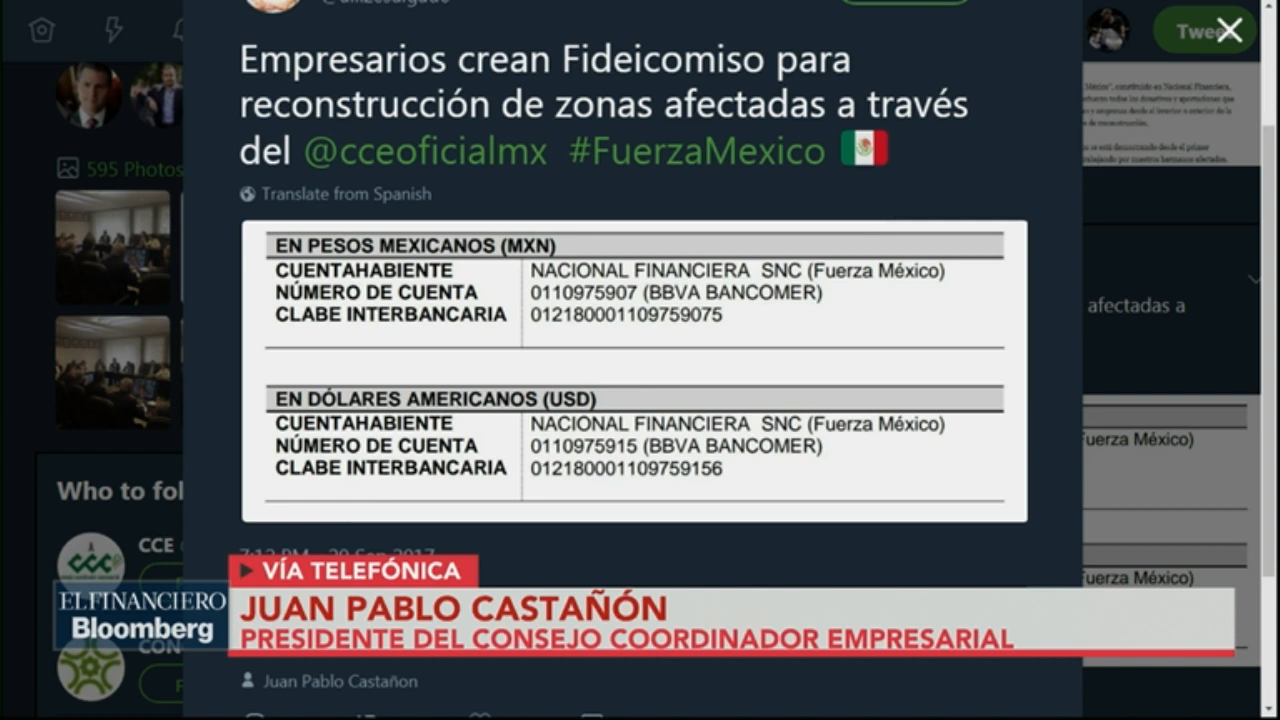 Empresarios crean Fideicomiso para
reconstrucción de zonas afectadas a través
del @cceoficialmx #FuerzaMexico
Translate from Spanish
EN PESOS MEXICANOS (MXN)
CUENTAHABIENTE NACIONAL FINANCIERA SNC (Fuerza México)
NÚMERO DE CUENTA 0110975907 (BBVA BANCOMER)
CLABE INTERBANCARIA 012180001109759075
EN DÓLARES AMERICANOS (USD)
CUENTAHABIENTE NACIONAL FINANCIERA SNC (Fuerza México)
NÚMERO DE CUENTA 0110975915 (BBVA BANCOMER)
CLABE INTERBANCARIA 012180001109759156
595 Photos
Who to fol
CCE
CON
afectadas a
Fuerza México)
Fuerza México)
VÍA TELEFÓNICA
EL FINANCIERO
Bloomberg
JUAN PABLO CASTAÑÓN
PRESIDENTE DEL CONSEJO COORDINADOR EMPRESARIAL
Juan Pablo Castañon